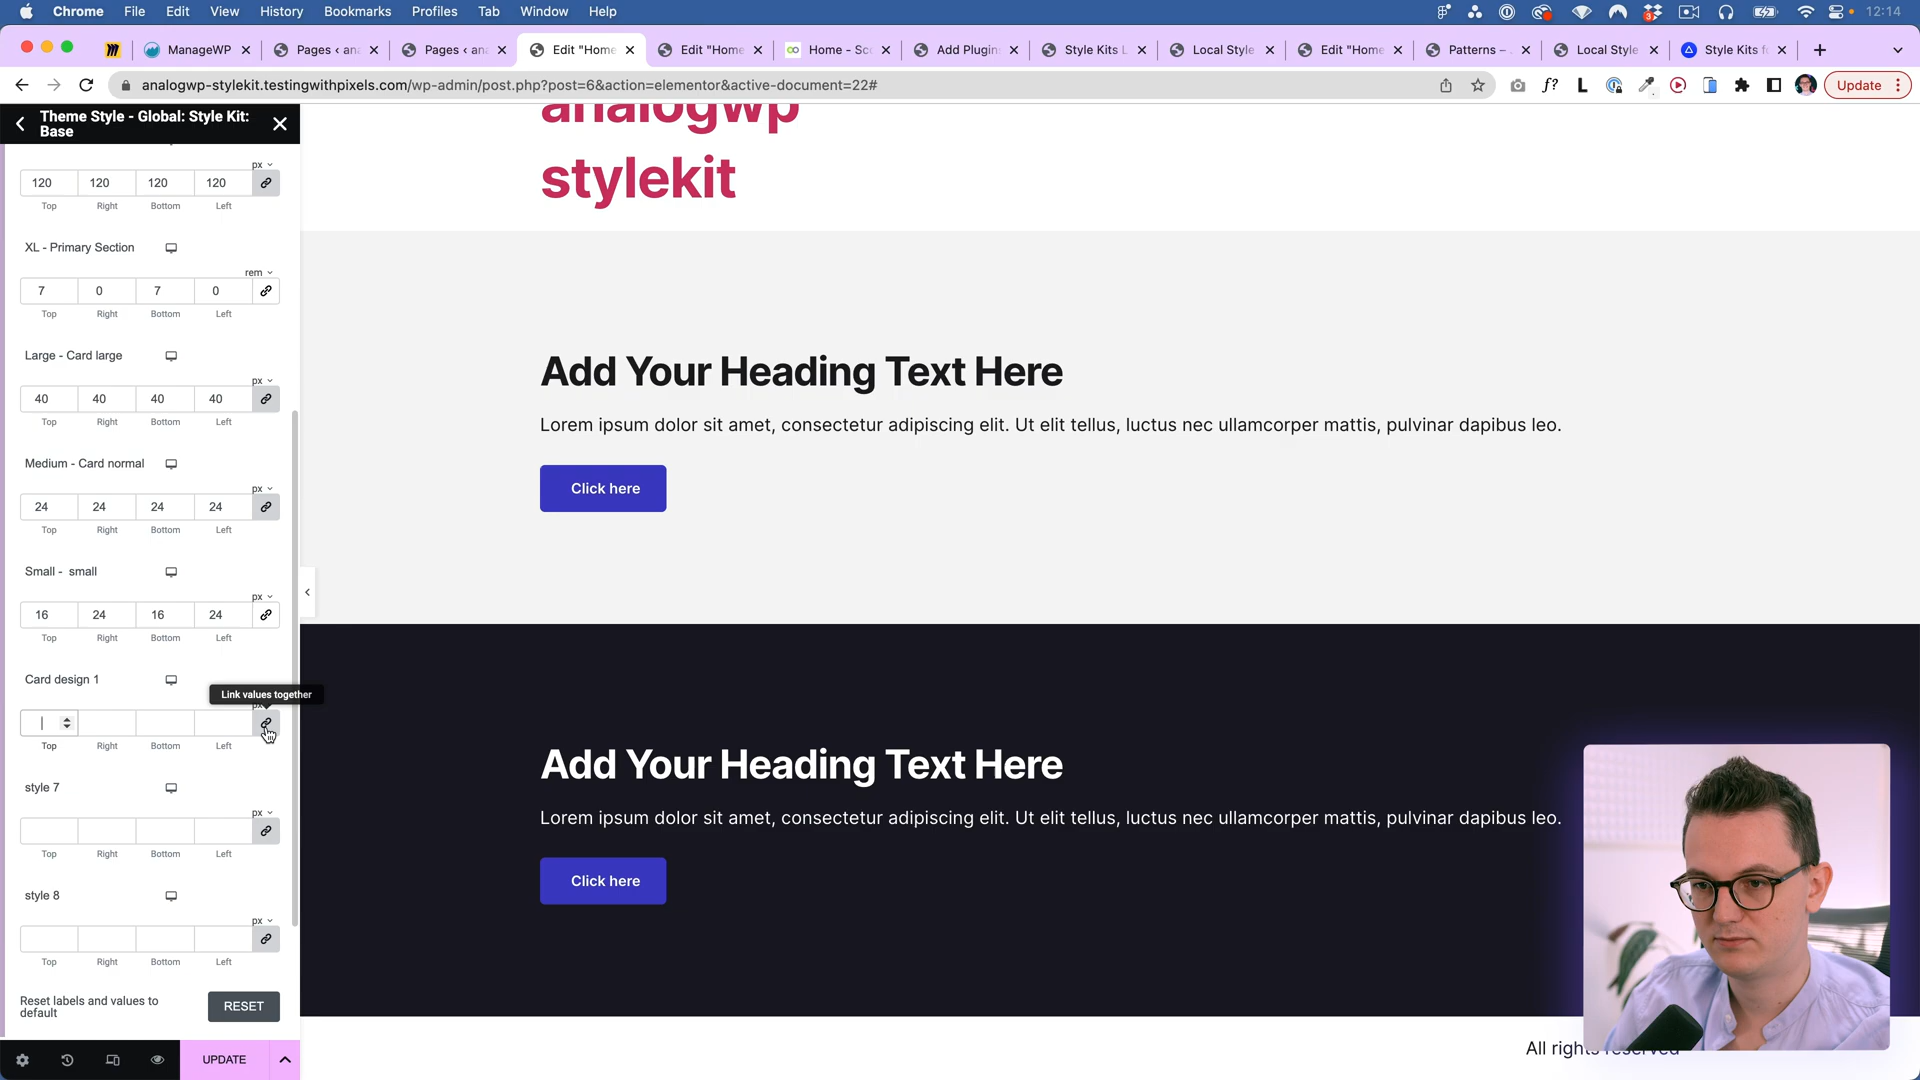 Chrome File Edit View History Bookmarks Profiles Tab Window Help
3 12:14
ManageWP
Pages ‹ an
Pages ‹ an
Edit "Home
Edit "Home
Home - Sc
Add Plugin
Style Kits L
Local Style
Edit "Home
Patterns –
Local Style
Style Kits f
analogwp-stylekit.testingwithpixels.com/wp-admin/post.php?post=6&action=elementor&active-document=22#
f?
L
Update
Theme Style - Global: Style Kit:
Base
px
120 120 120 120
Top Right Bottom Left
XL - Primary Section
rem
7 0 7 0
Top Right Bottom Left
Large - Card large
px
40 40 40 40
Top Right Bottom Left
Medium - Card normal
px
24 24 24 24
Top Right Bottom Left
Small - small
px
16 24 16 24
Top Right Bottom Left
Card design 1
Link values together
Top Right Bottom Left
style 7
px
Top Right Bottom Left
style 8
px
Top Right Bottom Left
Reset labels and values to
default
RESET
UPDATE
analogwp
stylekit
Add Your Heading Text Here
Lorem ipsum dolor sit amet, consectetur adipiscing elit. Ut elit tellus, luctus nec ullamcorper mattis, pulvinar dapibus leo.
Click here
Add Your Heading Text Here
Lorem ipsum dolor sit amet, consectetur adipiscing elit. Ut elit tellus, luctus nec ullamcorper mattis, pulvinar dapibus leo.
Click here
All rights reserved